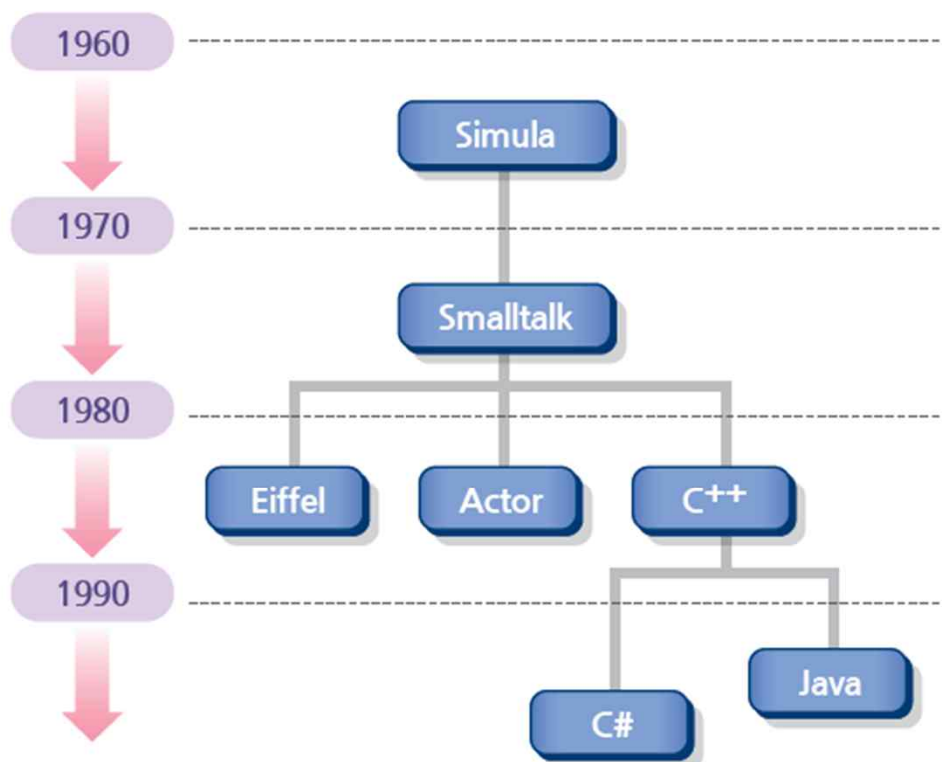 1960
Simula
1970
Smalltalk
1980
Eiffel Actor C++
1990
Java
C#